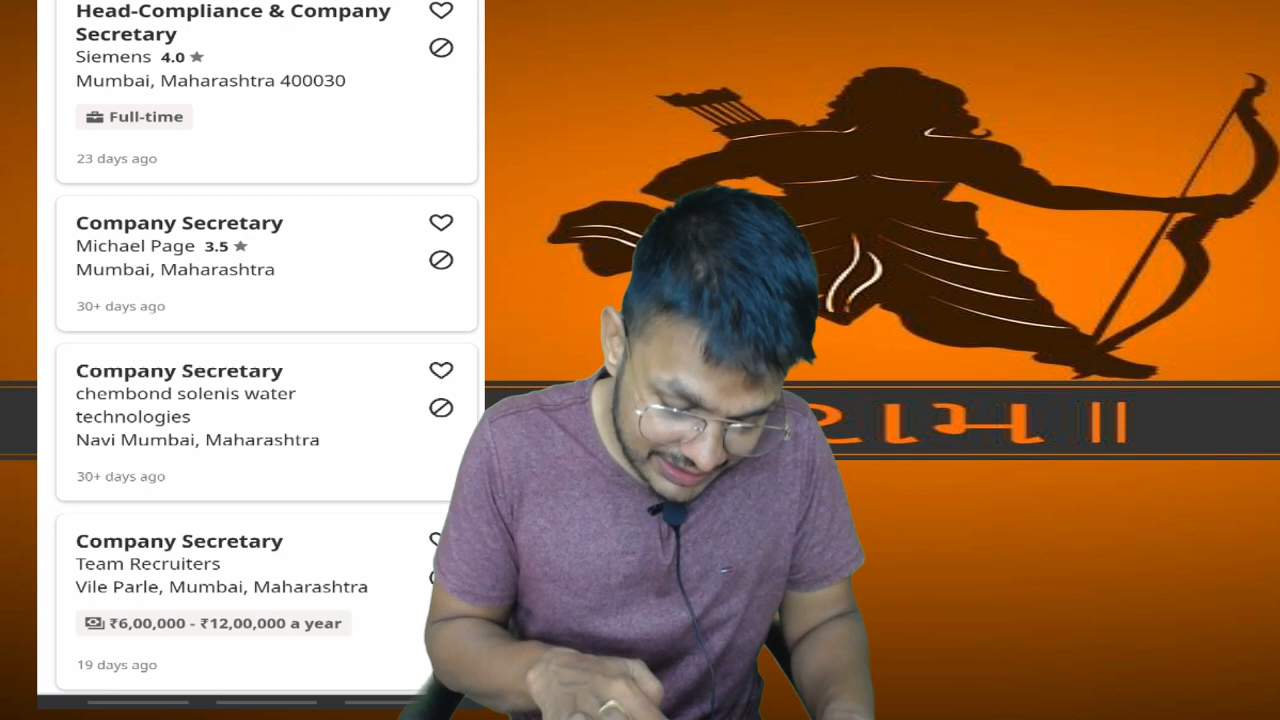 Head-Compliance & Company
Secretary
Siemens 4.0 ★
Mumbai, Maharashtra 400030
Full-time
23 days ago
Company Secretary
Michael Page 3.5 ★
Mumbai, Maharashtra
30+ days ago
Company Secretary
chembond solenis water
technologies
Navi Mumbai, Maharashtra
30+ days ago
Company Secretary
Team Recruiters
Vile Parle, Mumbai, Maharashtra
₹6,00,000 - ₹12,00,000 a year
19 days ago
રામ ||